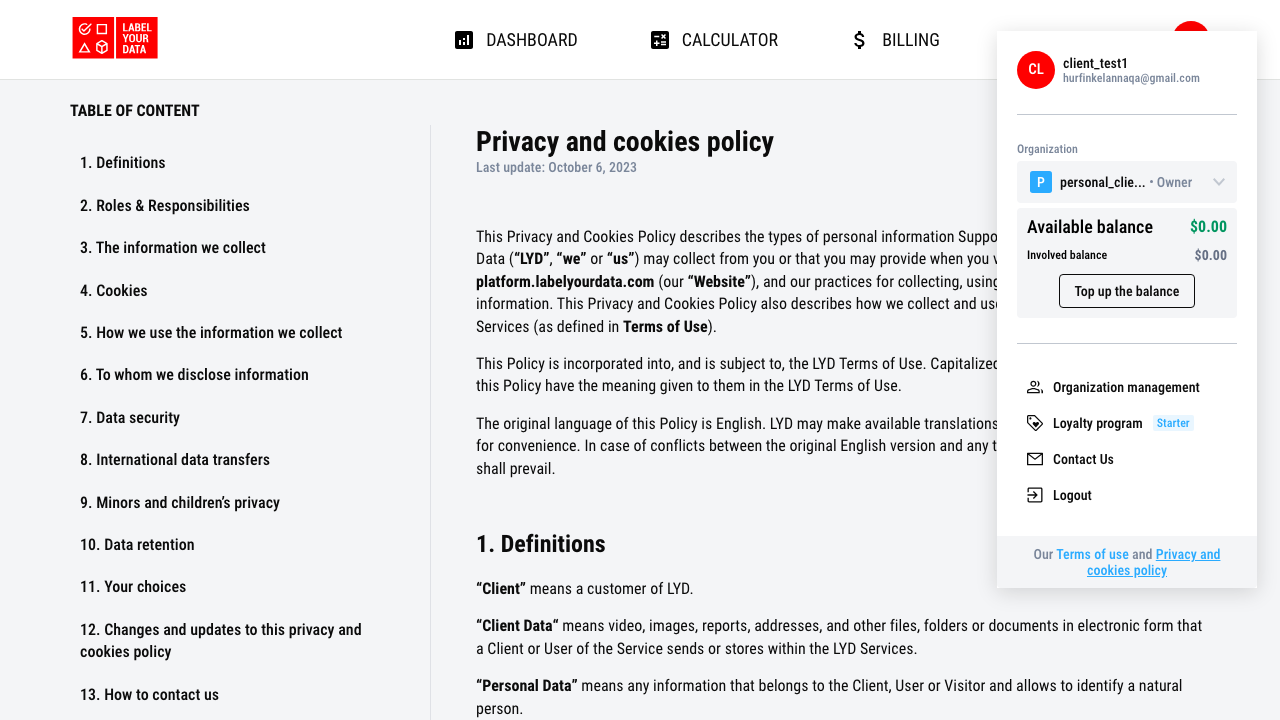 LABEL
YOUR
DATA
DASHBOARD
CALCULATOR
BILLING
TABLE OF CONTENT
1. Definitions
2. Roles & Responsibilities
3. The information we collect
4. Cookies
5. How we use the information we collect
6. To whom we disclose information
7. Data security
8. International data transfers
9. Minors and children’s privacy
10. Data retention
11. Your choices
12. Changes and updates to this privacy and
cookies policy
13. How to contact us
Privacy and cookies policy
Last update: October 6, 2023
This Privacy and Cookies Policy describes the types of personal information
Data (“LYD”, “we” or “us”) may collect from you or that you may provide when you
platform.labelyourdata.com (our “Website”), and our practices for collecting,
information. This Privacy and Cookies Policy also describes how we collect and
Services (as defined in Terms of Use).
This Policy is incorporated into, and is subject to, the LYD Terms of Use.
this Policy have the meaning given to them in the LYD Terms of Use.
The original language of this Policy is English. LYD may make available translations
for convenience. In case of conflicts between the original English version and any
shall prevail.
1. Definitions
“Client” means a customer of LYD.
“Client Data“ means video, images, reports, addresses, and other files, folders or documents in electronic form that
a Client or User of the Service sends or stores within the LYD Services.
“Personal Data” means any information that belongs to the Client, User or Visitor and allows to identify a natural
person.
CL
client_test1
hurfinkelannaqa@gmail.com
Organization
P personal_clie... • Owner
Available balance $0.00
Involved balance $0.00
Top up the balance
Organization management
Loyalty program Starter
Contact Us
Logout
Our Terms of use and Privacy and
cookies policy